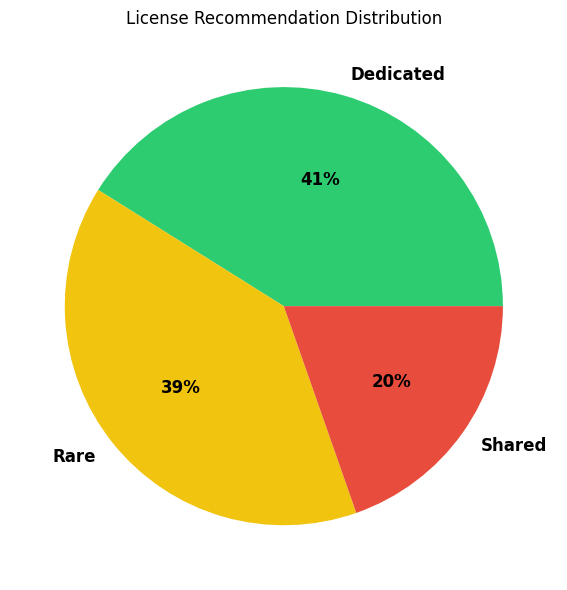 License Recommendation Distribution
Dedicated
41%
39%
20%
Shared
Rare